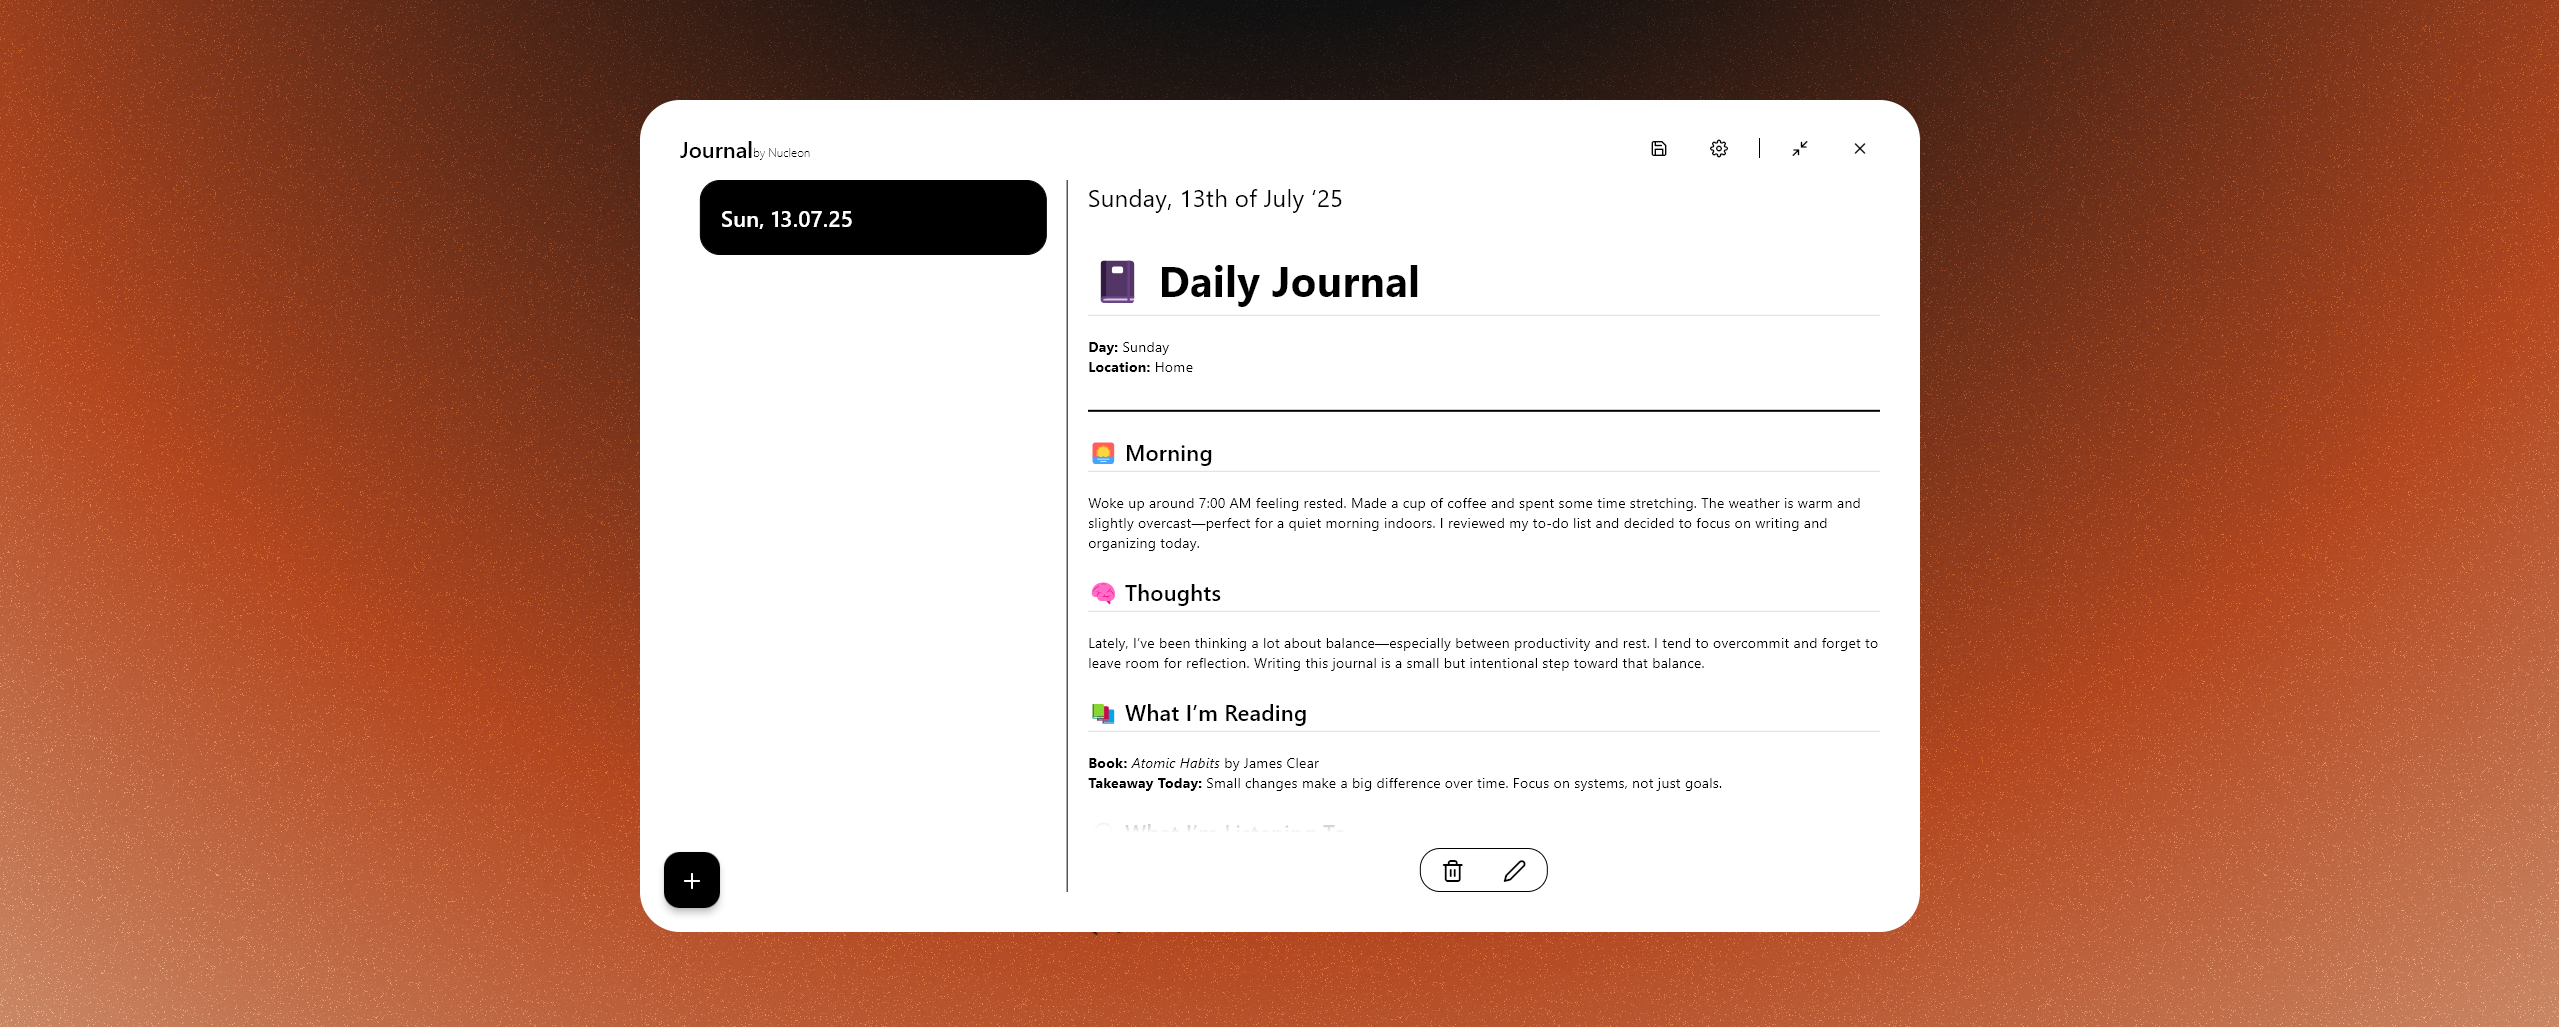 Journal by Nucleon
Sun, 13.07.25
Sunday, 13th of July ‘25
Daily Journal
Day: Sunday
Location: Home
Morning
Woke up around 7:00 AM feeling rested. Made a cup of coffee and spent some time stretching. The weather is warm and
slightly overcast—perfect for a quiet morning indoors. I reviewed my to-do list and decided to focus on writing and
organizing today.
Thoughts
Lately, I’ve been thinking a lot about balance—especially between productivity and rest. I tend to overcommit and forget to
leave room for reflection. Writing this journal is a small but intentional step toward that balance.
What I’m Reading
Book: Atomic Habits by James Clear
Takeaway Today: Small changes make a big difference over time. Focus on systems, not just goals.
What I’m Listening To